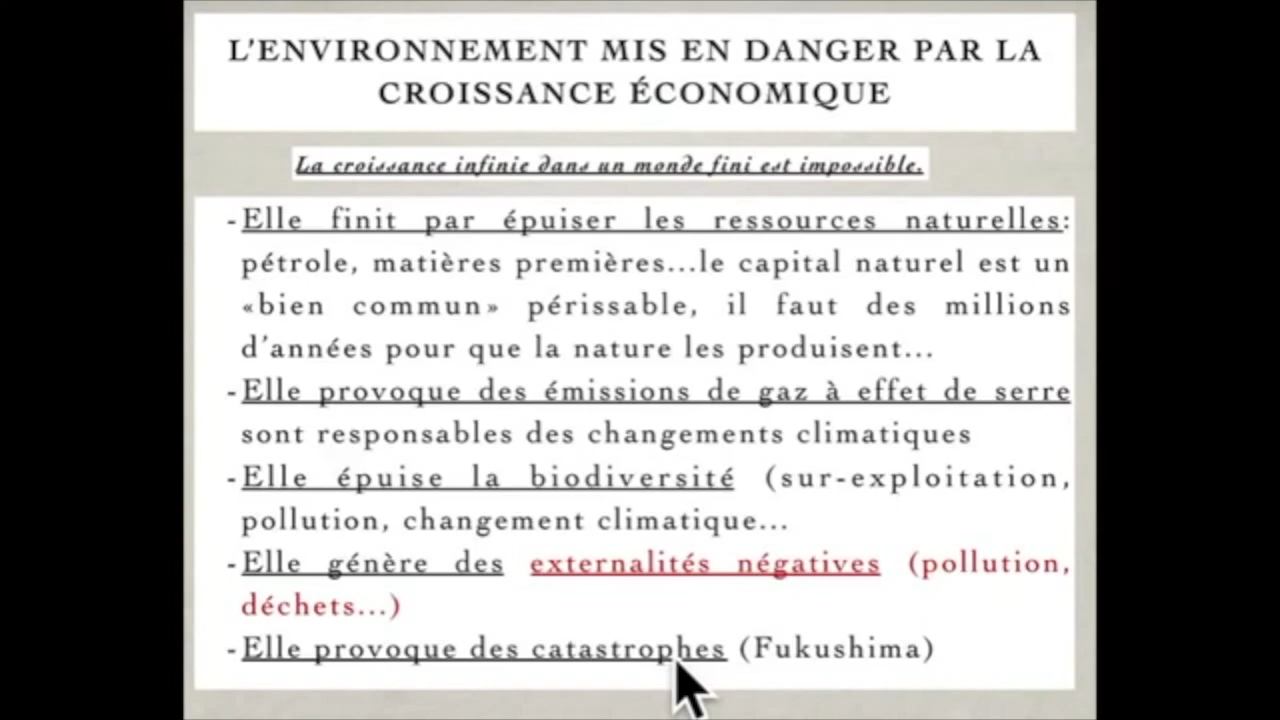 L'ENVIRONNEMENT MIS EN DANGER PAR LA
CROISSANCE ÉCONOMIQUE
La croissance infinie dans un monde fini est impossible.
-Elle finit par épuiser les ressources naturelles:
pétrole, matières premières...le capital naturel est un
«bien commun» périssable, il faut des millions
d'années pour que la nature les produisent...
-Elle provoque des émissions de gaz à effet de serre
sont responsables des changements climatiques
-Elle épuise la biodiversité (sur-exploitation,
pollution, changement climatique...
-Elle génère des externalités négatives (pollution,
déchets...)
-Elle provoque des catastrophes (Fukushima)